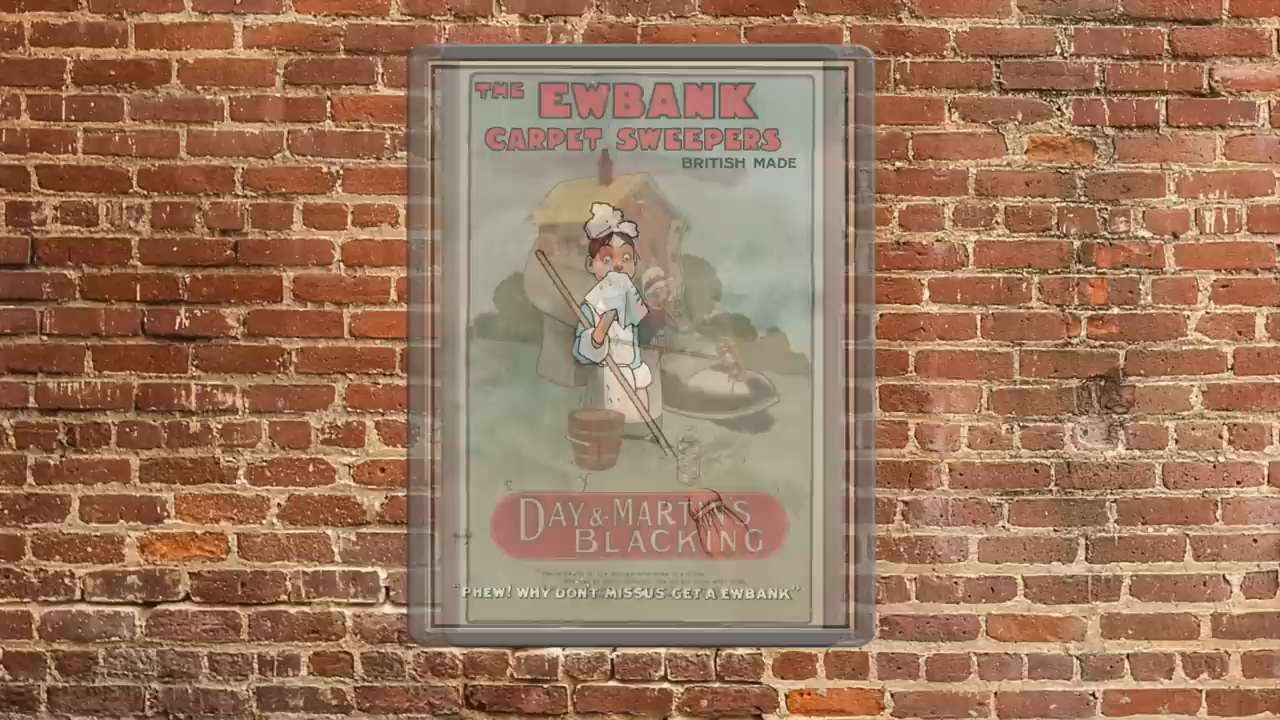 THE EWBANK
CARPET SWEEPERS
BRITISH MADE
DAY & MARTIN'S
BLACKING
"PHEW! WHY DON'T MISSUS GET A EWBANK"